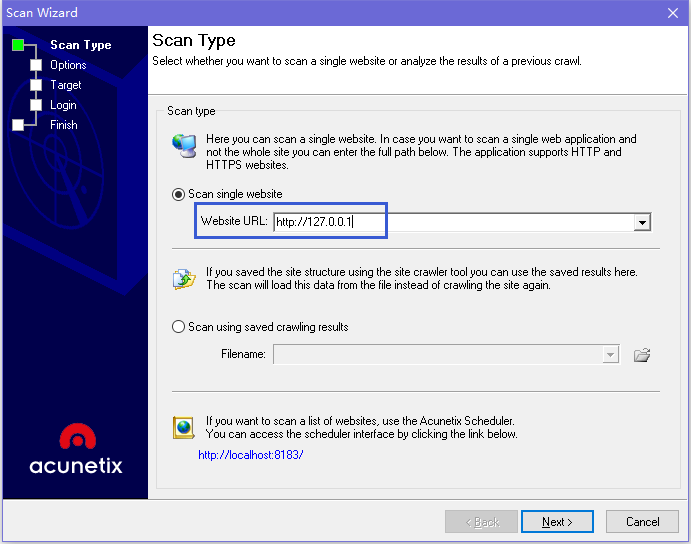 Scan Wizard
Scan Type
Options
Target
Login
Finish
Scan Type
Select whether you want to scan a single website or analyze the results of a previous crawl.
Scan type
Here you can scan a single website. In case you want to scan a single web application and
not the whole site you can enter the full path below. The application supports HTTP and
HTTPS websites.
Scan single website
Website URL: http://127.0.0.1
If you saved the site structure using the site crawler tool you can use the saved results here.
The scan will load this data from the file instead of crawling the site again.
Scan using saved crawling results
Filename:
If you want to scan a list of websites, use the Acunetix Scheduler.
You can access the scheduler interface by clicking the link below.
http://localhost:8183/
acunetix
< Back
Next >
Cancel